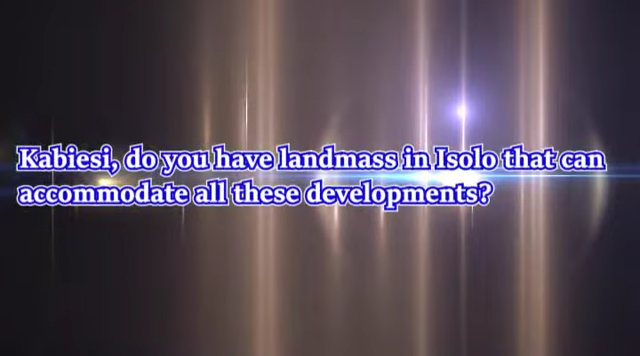 Kabiesi, do you have landmass in Isolo that can
accommodate all these developments?